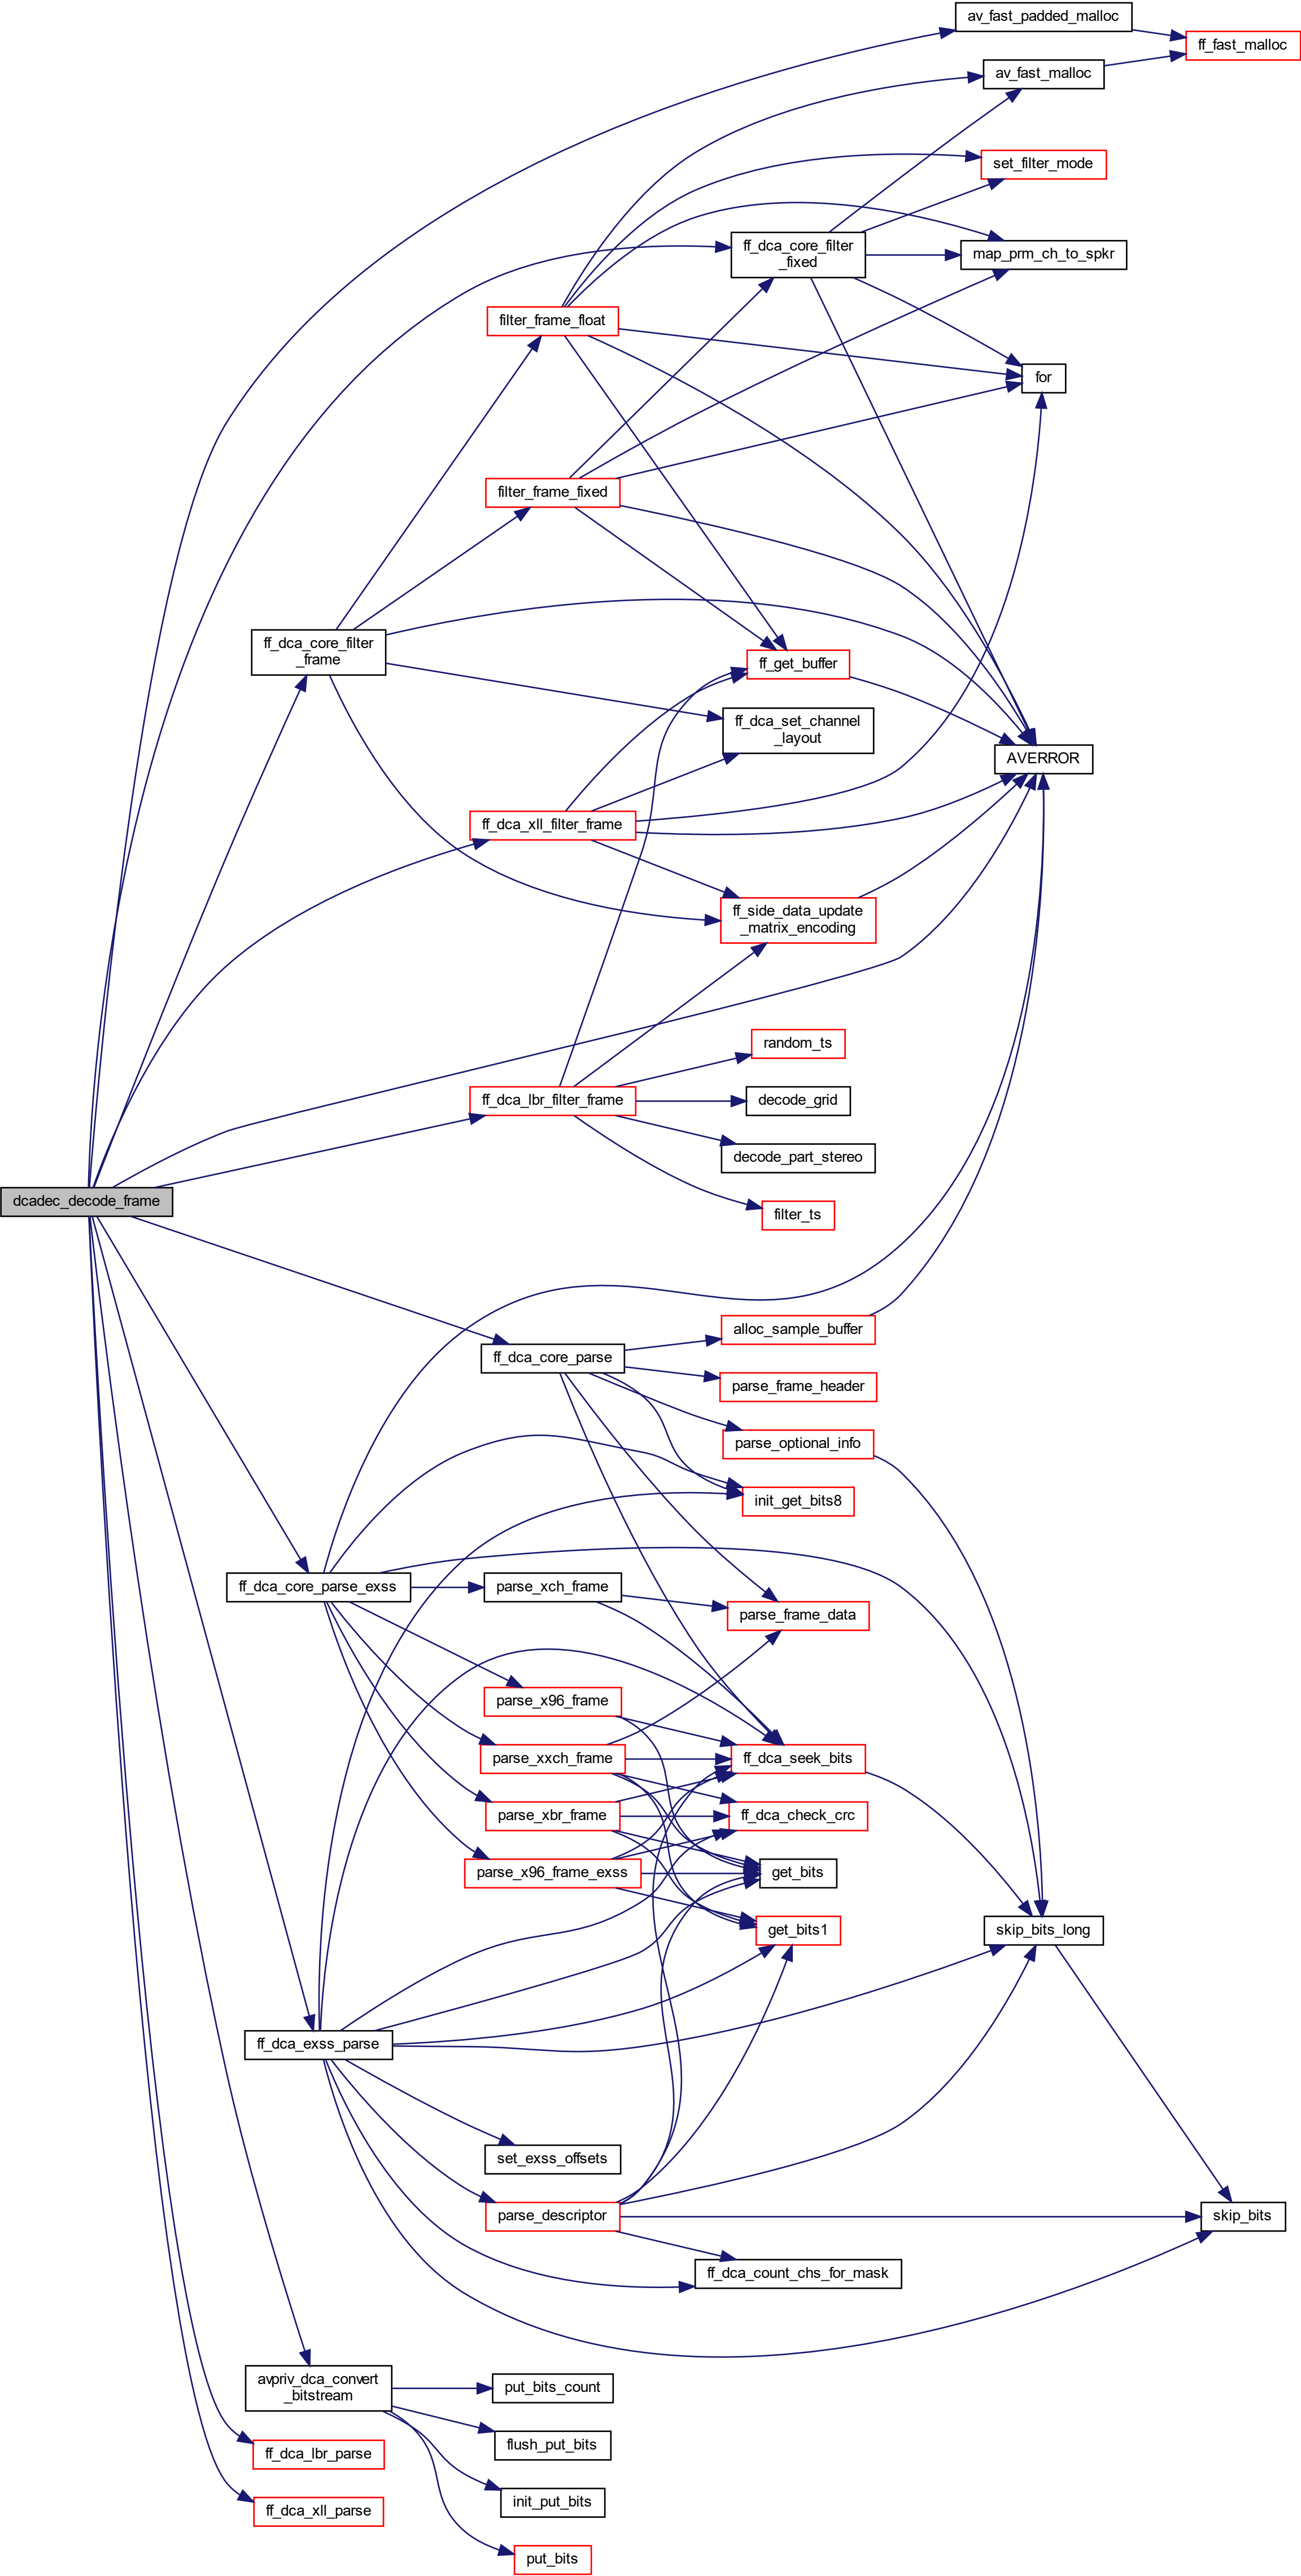 av_fast_padded_malloc
ff_fast_malloc
av_fast_malloc
set_filter_mode
ff_dca_core_filter
_fixed
map_prm_ch_to_spkr
filter_frame_float
for
filter_frame_fixed
ff_dca_core_filter
_frame
ff_get_buffer
ff_dca_set_channel
_layout
AVERROR
ff_dca_xll_filter_frame
ff_side_data_update
_matrix_encoding
random_ts
ff_dca_lbr_filter_frame
decode_grid
decode_part_stereo
dcadec_decode_frame
filter_ts
alloc_sample_buffer
ff_dca_core_parse
parse_frame_header
parse_optional_info
init_get_bits8
ff_dca_core_parse_exss
parse_xch_frame
parse_frame_data
parse_x96_frame
parse_xxch_frame
ff_dca_seek_bits
parse_xbr_frame
ff_dca_check_crc
parse_x96_frame_exss
get_bits
get_bits1
skip_bits_long
ff_dca_exss_parse
set_exss_offsets
parse_descriptor
skip_bits
ff_dca_count_chs_for_mask
avpriv_dca_convert
_bitstream
put_bits_count
flush_put_bits
ff_dca_lbr_parse
init_put_bits
ff_dca_xll_parse
put_bits